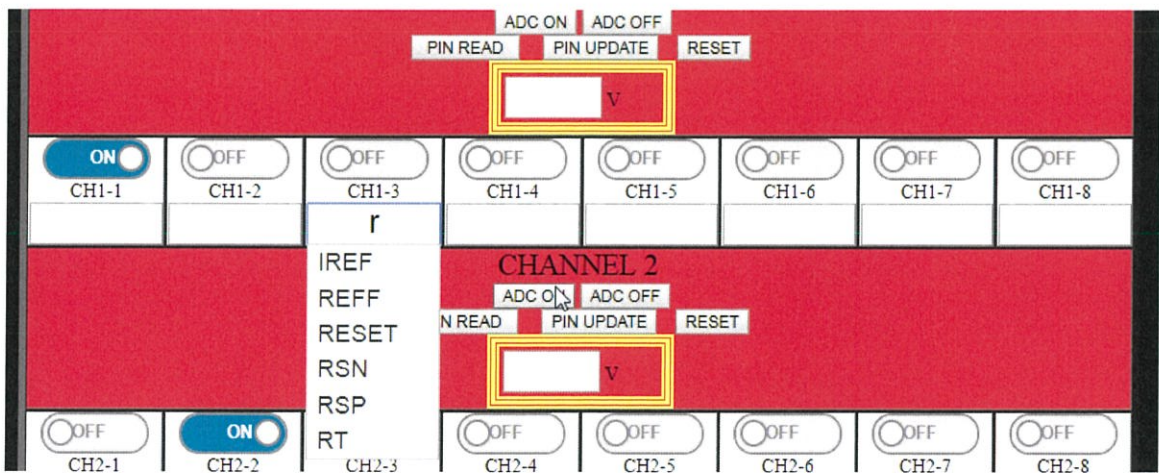 ADC ON ADC OFF
PIN READ PIN UPDATE RESET
V
ON OFF OFF OFF OFF OFF OFF OFF
CH1-1 CH1-2 CH1-3 CH1-4 CH1-5 CH1-6 CH1-7 CH1-8
r
IREF
REFF
RESET
RSN
RSP
RT
CHANNEL 2
ADC ON ADC OFF
N READ PIN UPDATE RESET
V
OFF ON OFF OFF OFF OFF OFF
CH2-1 CH2-2 CH2-3 CH2-4 CH2-5 CH2-6 CH2-7 CH2-8